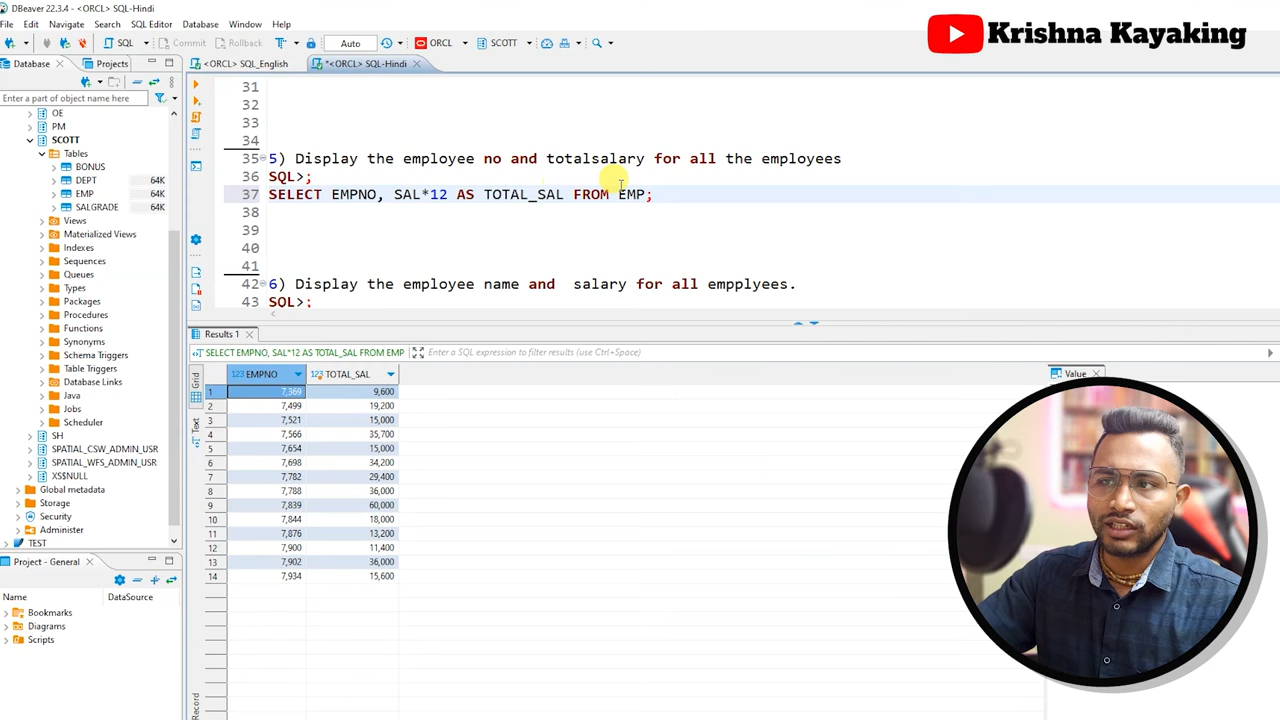 DBeaver 22.3.4 - <ORCL> SQL-Hindi
File Edit Navigate Search SQL Editor Database Window Help
SQL Commit Rollback Auto ORCL SCOTT
Krishna Kayaking
Database Projects
<ORCL> SQL_English *<ORCL> SQL-Hindi
Enter a part of object name here
OE
PM
SCOTT
Tables
BONUS
DEPT 64K
EMP 64K
SALGRADE 64K
Views
Materialized Views
Indexes
Sequences
Queues
Types
Packages
Procedures
Functions
Synonyms
Schema Triggers
Table Triggers
Database Links
Java
Jobs
Scheduler
SH
SPATIAL_CSW_ADMIN_USR
SPATIAL_WFS_ADMIN_USR
XS$NULL
Global metadata
Storage
Security
Administer
TEST
Project - General
Name DataSource
Bookmarks
Diagrams
Scripts
31
32
33
34
35 5) Display the employee no and totalsalary for all the employees
36 SQL>;
37 SELECT EMPNO, SAL*12 AS TOTAL_SAL FROM EMP;
38
39
40
41
42 6) Display the employee name and salary for all empplyees.
43 SQL>;
Results 1
SELECT EMPNO, SAL*12 AS TOTAL_SAL FROM EMP Enter a SQL expression to filter results (use Ctrl+Space)
Grid
Text
Record
Value
123 EMPNO 123 TOTAL_SAL
1 7,369 9,600
2 7,499 19,200
3 7,521 15,000
4 7,566 35,700
5 7,654 15,000
6 7,698 34,200
7 7,782 29,400
8 7,788 36,000
9 7,839 60,000
10 7,844 18,000
11 7,876 13,200
12 7,900 11,400
13 7,902 36,000
14 7,934 15,600